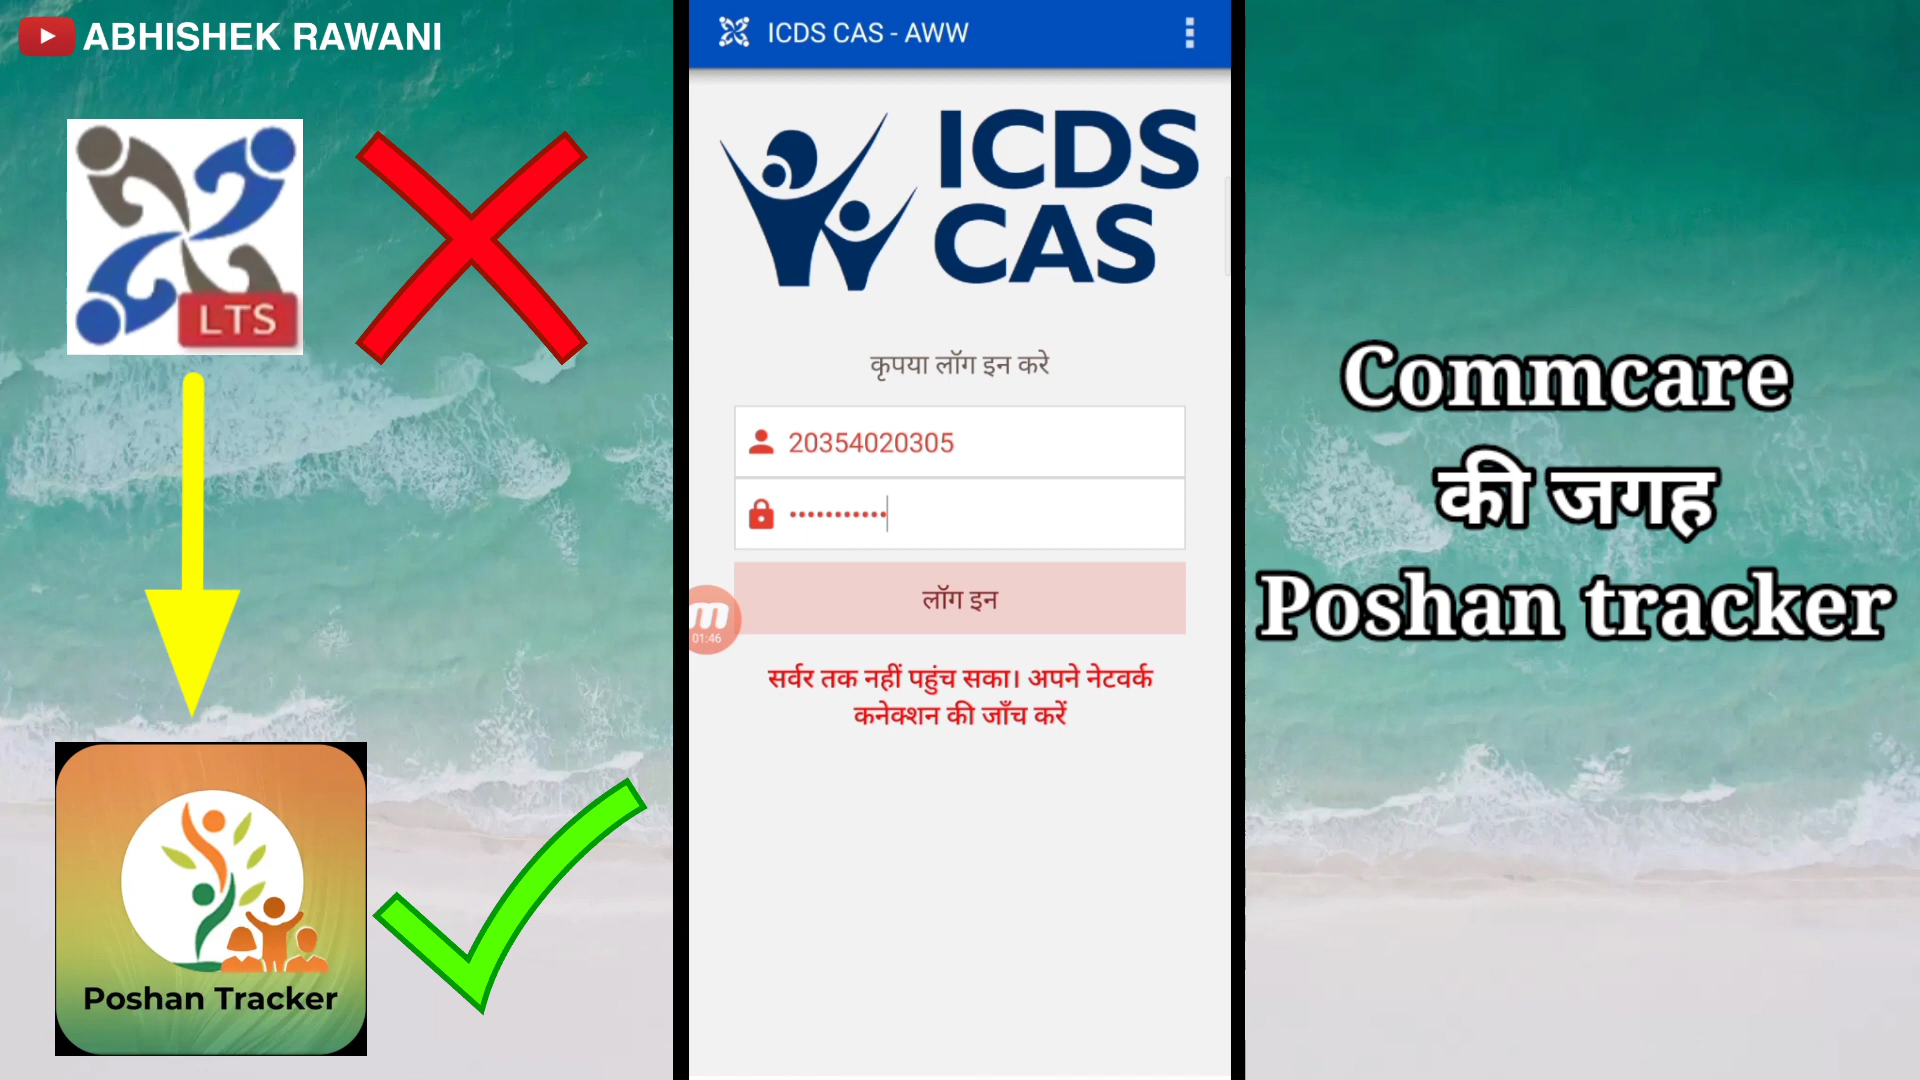 ABHISHEK RAWANI
LTS
Poshan Tracker
ICDS CAS - AWW
ICDS
CAS
कृपया लॉग इन करे
20354020305
•••••••••••
लॉग इन
m
01:46
सर्वर तक नहीं पहुंच सका। अपने नेटवर्क
कनेक्शन की जाँच करें
Commcare
की जगह
Poshan tracker